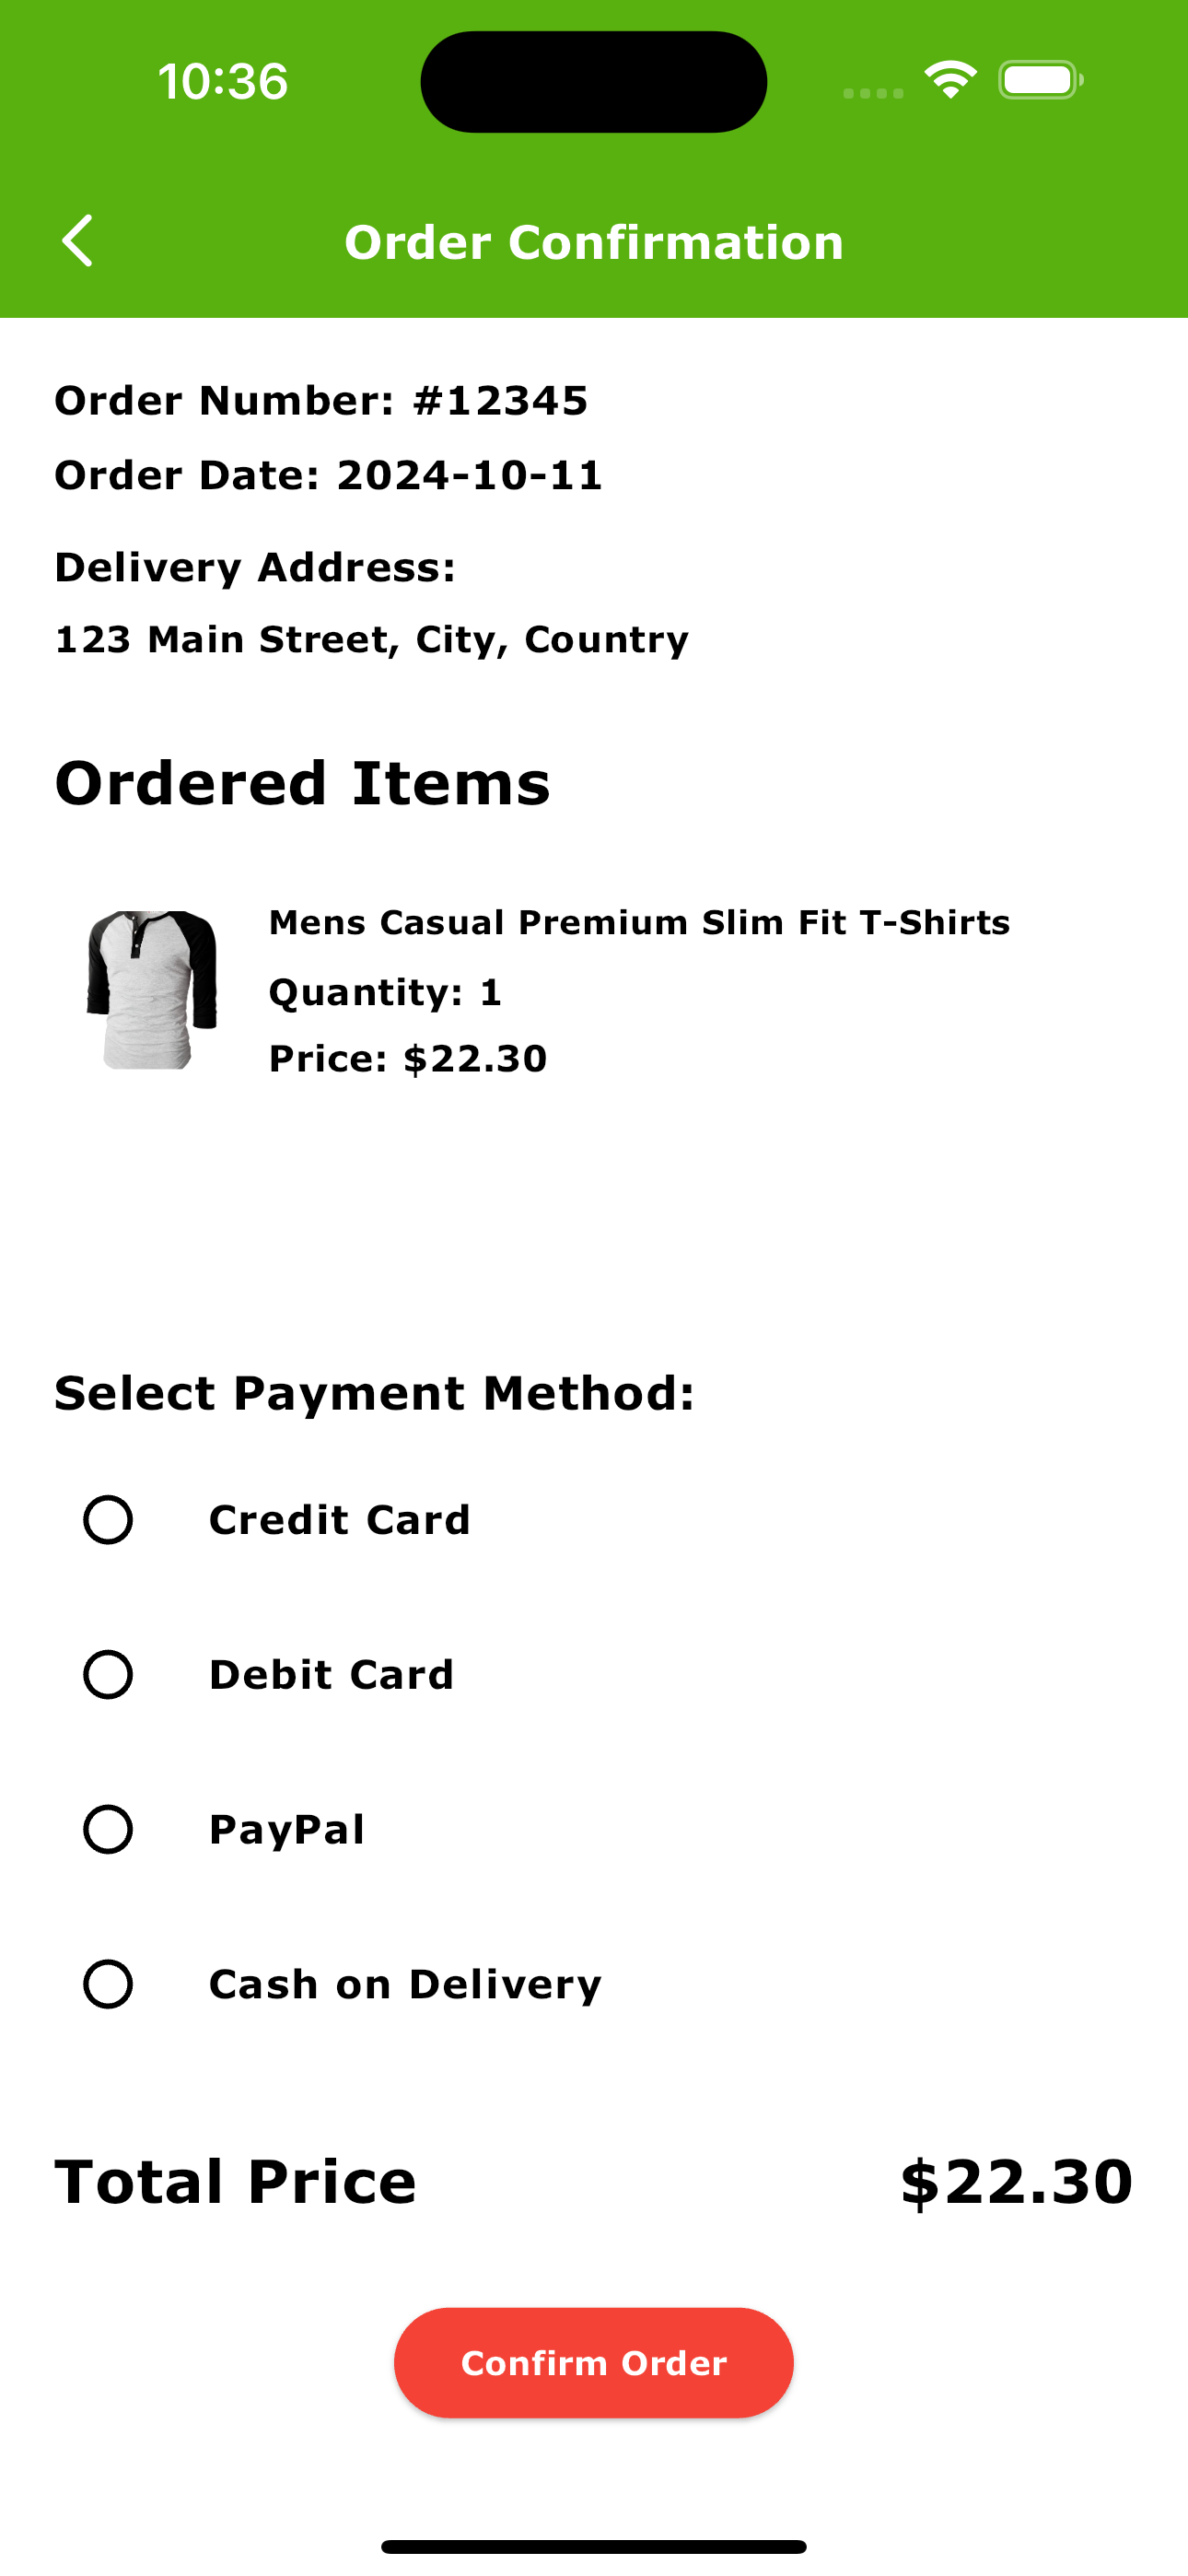 10:36
Order Confirmation
Order Number: #12345
Order Date: 2024-10-11
Delivery Address:
123 Main Street, City, Country
Ordered Items
Mens Casual Premium Slim Fit T-Shirts
Quantity: 1
Price: $22.30
Select Payment Method:
Credit Card
Debit Card
PayPal
Cash on Delivery
Total Price $22.30
Confirm Order